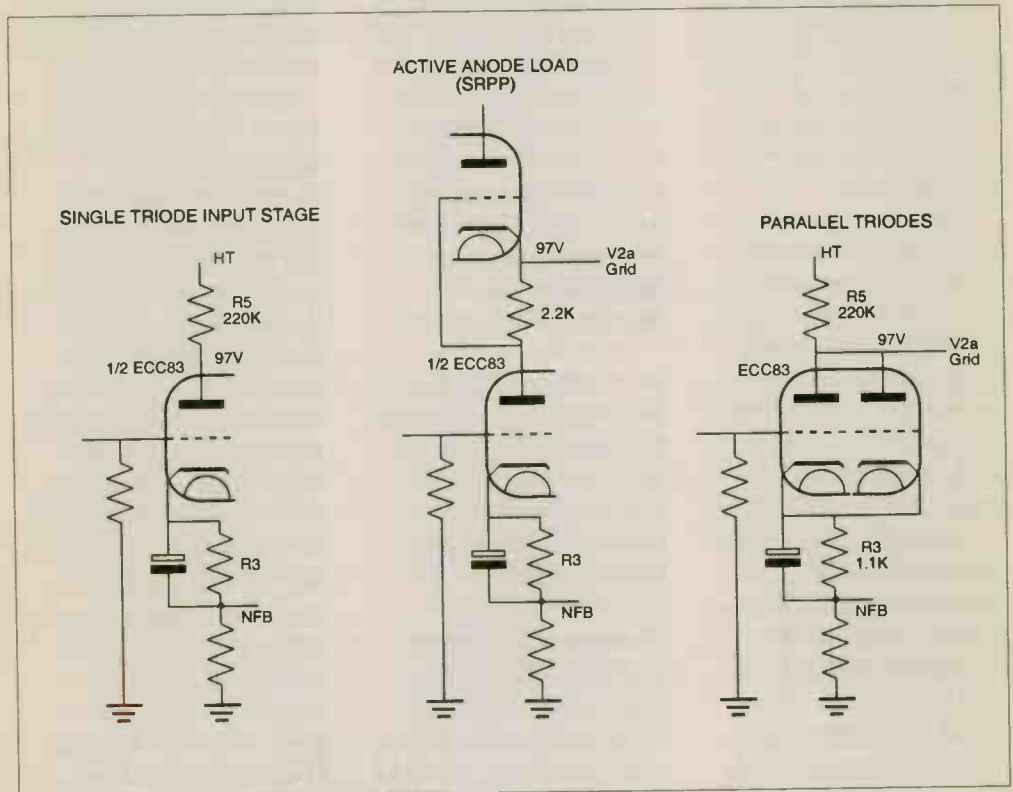 SINGLE TRIODE INPUT STAGE
HT
R5
220K
97V
1/2 ECC83
R3
NFB
ACTIVE ANODE LOAD
(SRPP)
97V
V2a
Grid
2.2K
1/2 ECC83
R3
NFB
PARALLEL TRIODES
HT
R5
220K
97V
V2a
Grid
ECC83
R3
1.1K
NFB